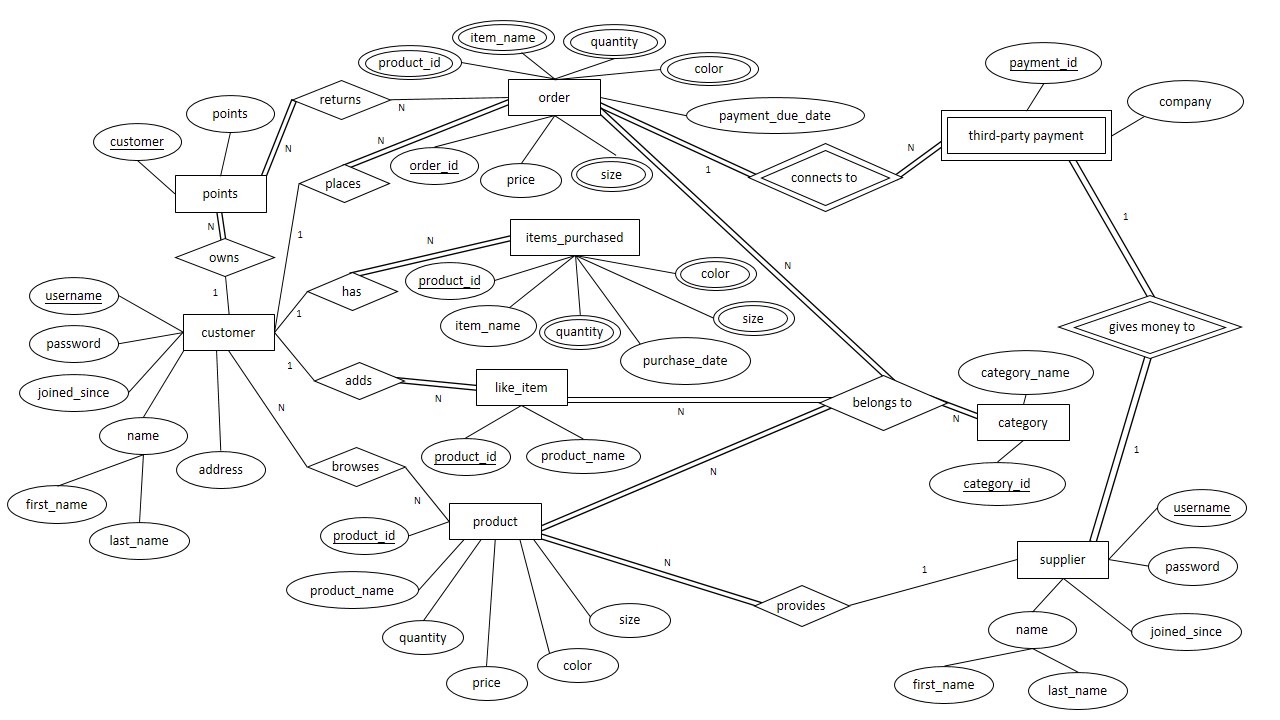 item_name
quantity
product_id
color
payment_id
company
returns
N
order
points
payment_due_date
customer
third-party payment
N
N
N
order_id
price
size
1
connects to
places
points
N
1
1
owns
items_purchased
N
N
has
product_id
color
username
1
1
item_name
quantity
size
gives money to
customer
password
1
purchase_date
adds
like_item
category_name
joined_since
N
N
belongs to
N
category
N
name
product_id
product_name
1
address
browses
N
N
category_id
first_name
last_name
product_id
product
username
supplier
password
N
1
product_name
provides
quantity
size
name
joined_since
price
color
first_name
last_name